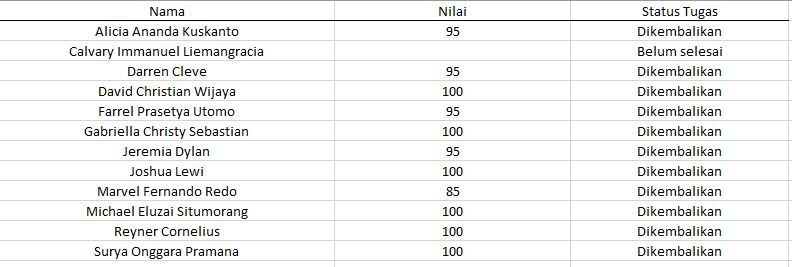 Nama Nilai Status Tugas
Alicia Ananda Kuskanto 95 Dikembalikan
Calvary Immanuel Liemangracia Belum selesai
Darren Cleve 95 Dikembalikan
David Christian Wijaya 100 Dikembalikan
Farrel Prasetya Utomo 95 Dikembalikan
Gabriella Christy Sebastian 100 Dikembalikan
Jeremia Dylan 95 Dikembalikan
Joshua Lewi 100 Dikembalikan
Marvel Fernando Redo 85 Dikembalikan
Michael Eluzai Situmorang 100 Dikembalikan
Reyner Cornelius 100 Dikembalikan
Surya Onggara Pramana 100 Dikembalikan